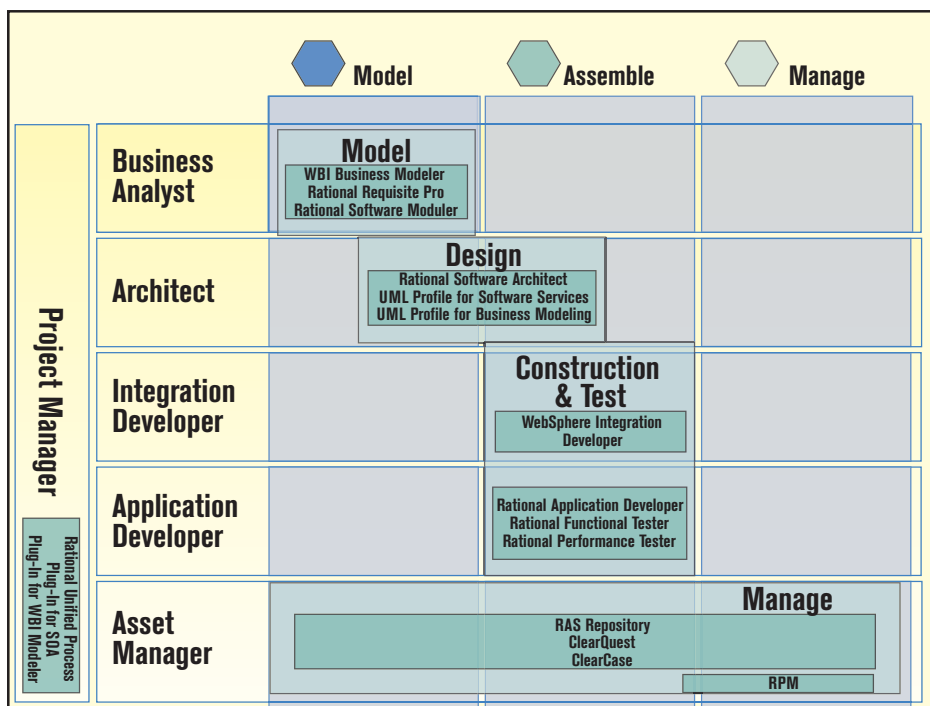 Model
Assemble
Manage
Project Manager
Rational Unified Process
Plug-In for SOA
Plug-In for WBI Modeler
Business
Analyst
Model
WBI Business Modeler
Rational Requisite Pro
Rational Software Moduler
Architect
Design
Rational Software Architect
UML Profile for Software Services
UML Profile for Business Modeling
Integration
Developer
Construction
& Test
WebSphere Integration
Developer
Application
Developer
Rational Application Developer
Rational Functional Tester
Rational Performance Tester
Asset
Manager
Manage
RAS Repository
ClearQuest
ClearCase
RPM